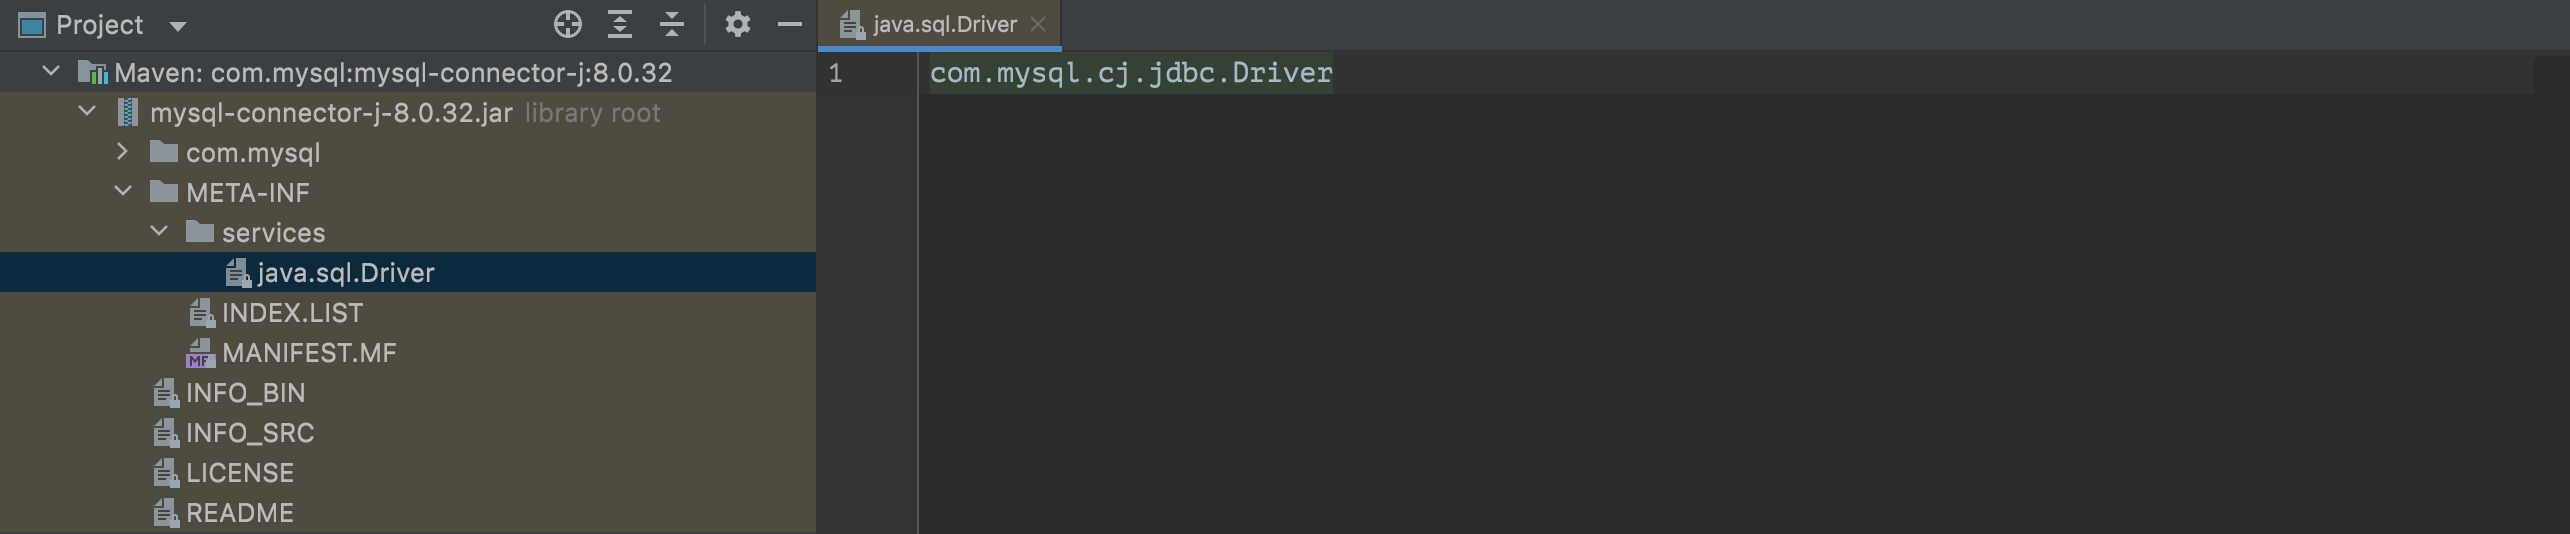 Project
java.sql.Driver
Maven: com.mysql:mysql-connector-j:8.0.32
1 com.mysql.cj.jdbc.Driver
mysql-connector-j-8.0.32.jar library root
com.mysql
META-INF
services
java.sql.Driver
INDEX.LIST
MF MANIFEST.MF
INFO_BIN
INFO_SRC
LICENSE
README